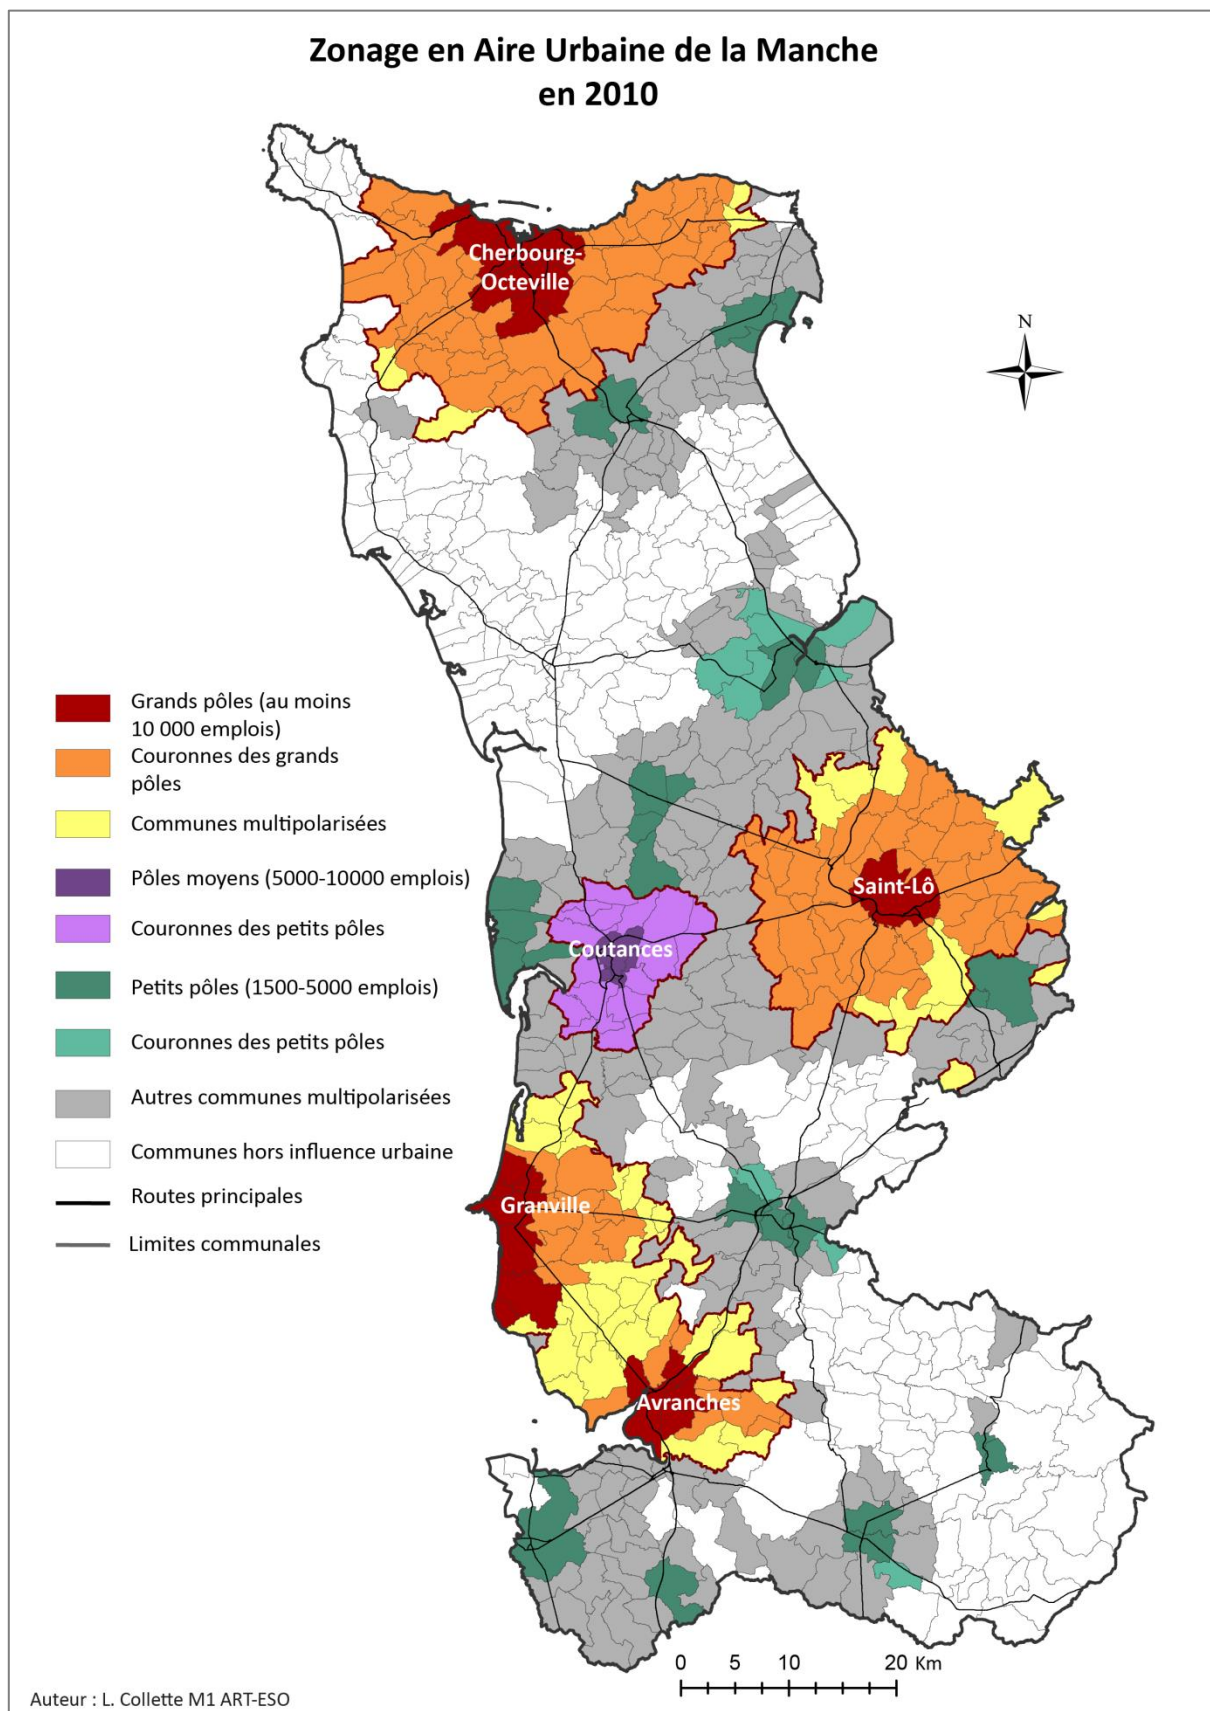 Zonage en Aire Urbaine de la Manche
en 2010
Cherbourg-
Octeville
N
Grands pôles (au moins
10 000 emplois)
Couronnes des grands
pôles
Communes multipolarisées
Pôles moyens (5000-10000 emplois)
Couronnes des petits pôles
Petits pôles (1500-5000 emplois)
Couronnes des petits pôles
Autres communes multipolarisées
Communes hors influence urbaine
Routes principales
Limites communales
Saint-Lô
Coutances
Granville
Avranches
0 5 10 20 Km
Auteur : L. Collette M1 ART-ESO